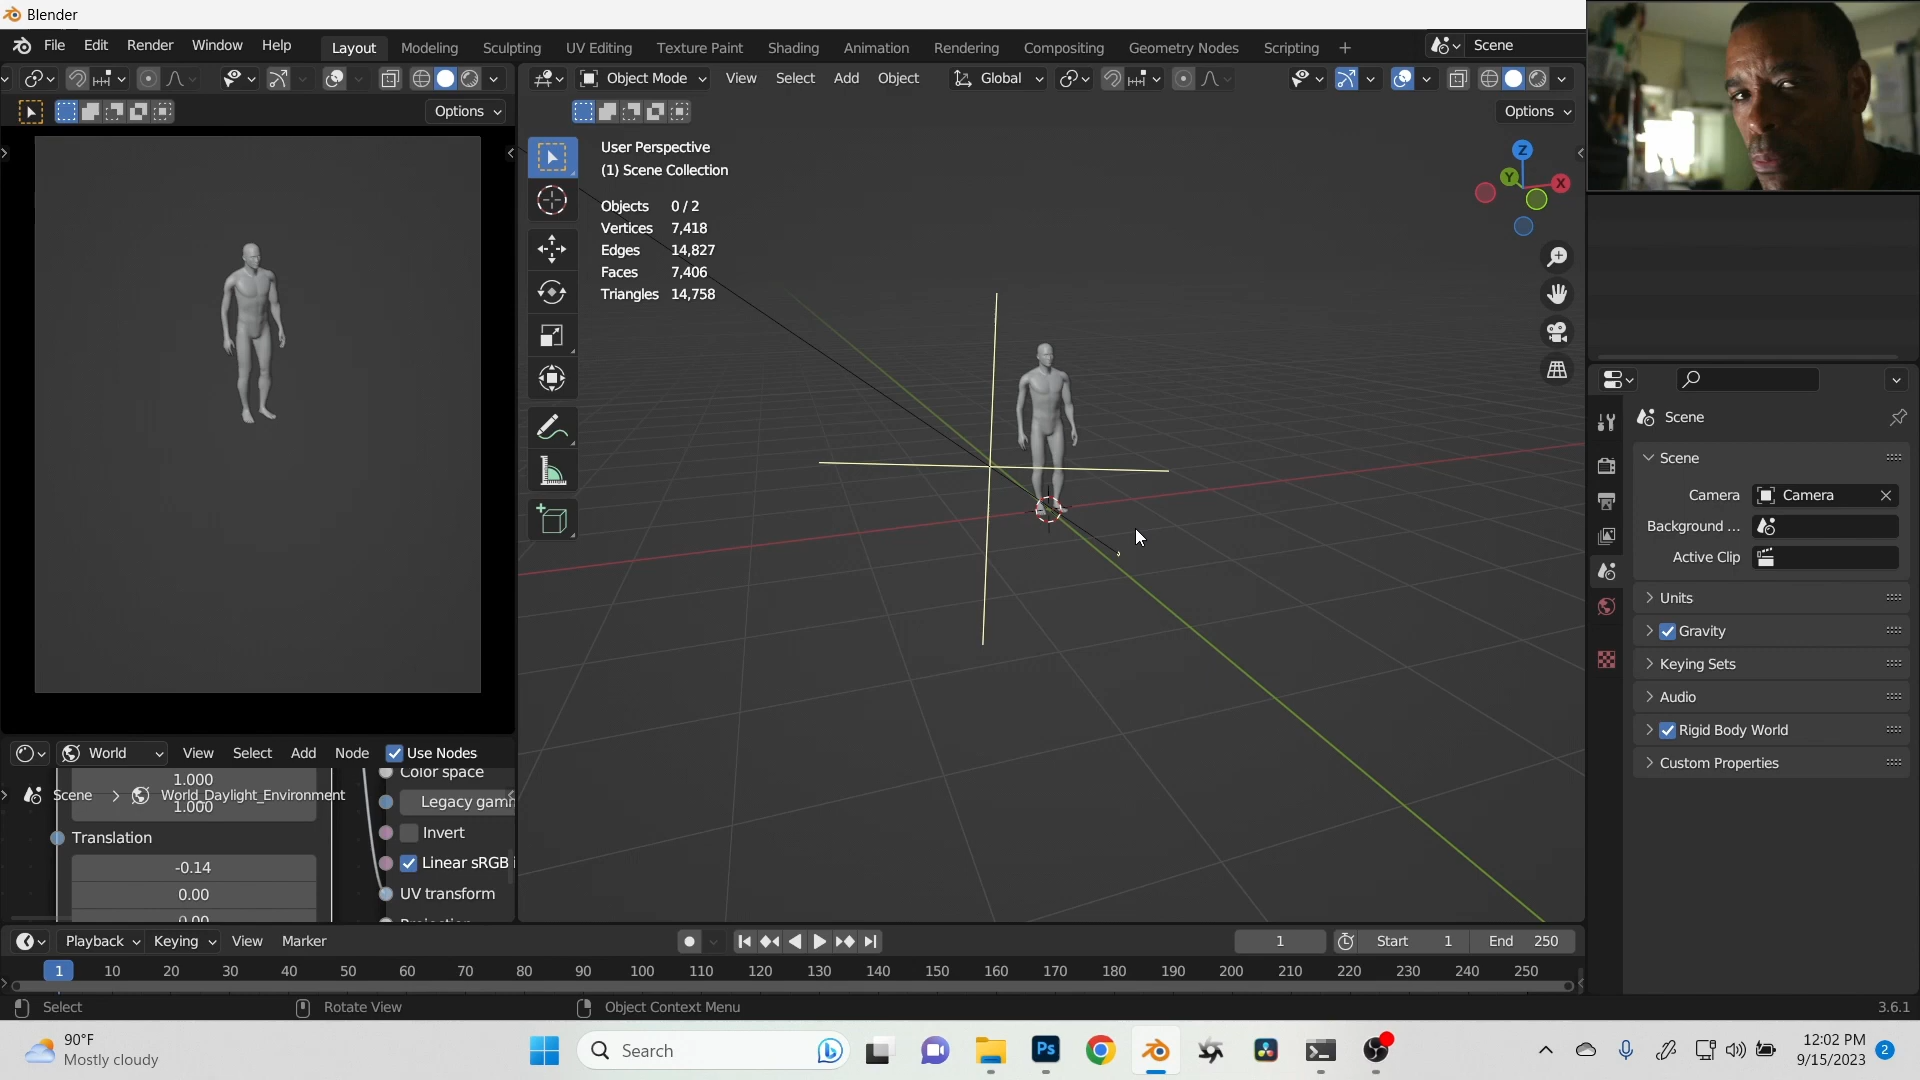 Blender
File Edit Render Window Help Layout Modeling Sculpting UV Editing Texture Paint Shading Animation Rendering Compositing Geometry Nodes Scripting + Scene
Object Mode View Select Add Object Global
Options
Options
User Perspective
(1) Scene Collection
Objects 0 / 2
Vertices 7,418
Edges 14,827
Faces 7,406
Triangles 14,758
Z
Y
X
Scene
Scene
Camera Camera
Background ...
Active Clip
Units
Gravity
Keying Sets
Audio
Rigid Body World
Custom Properties
World View Select Add Node Use Nodes
Color space
1.000
Scene > World_Daylight_Environment
Legacy gam
1.000
Invert
Translation
Linear sRGB
-0.14
0.00
UV transform
0.00
Playback Keying View Marker 1 Start 1 End 250
1 10 20 30 40 50 60 70 80 90 100 110 120 130 140 150 160 170 180 190 200 210 220 230 240 250
Select Rotate View Object Context Menu 3.6.1
90°F
Mostly cloudy
Search
Ps
12:02 PM
9/15/2023
2